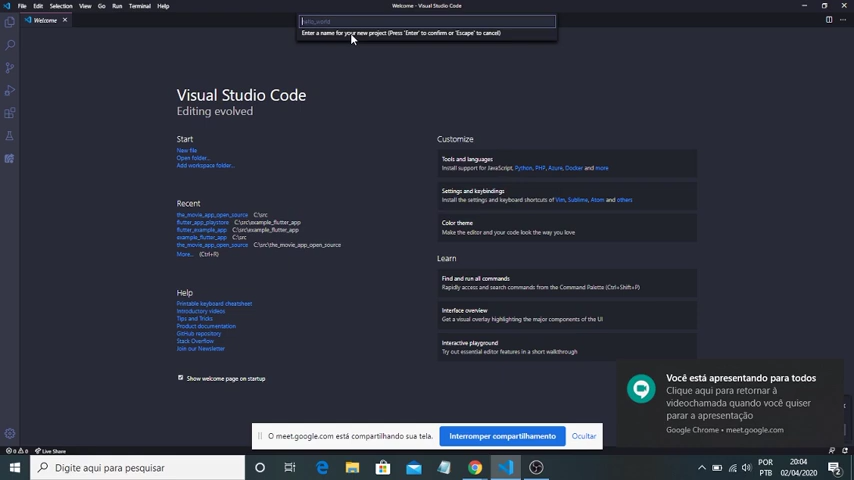 File Edit Selection View Go Run Terminal Help
Welcome - Visual Studio Code
Welcome
hello_world
Enter a name for your new project (Press 'Enter' to confirm or 'Escape' to cancel)
Visual Studio Code
Editing evolved
Start
New file
Open folder...
Add workspace folder...
Recent
the_movie_app_open_source C:\src
flutter_app_playstore C:\src\example_flutter_app
flutter_example_app C:\src\example_flutter_app
example_flutter_app C:\src
the_movie_app_open_source C:\src\the_movie_app_open_source
More... (Ctrl+R)
Help
Printable keyboard cheatsheet
Introductory videos
Tips and Tricks
Product documentation
GitHub repository
Stack Overflow
Join our Newsletter
Show welcome page on startup
Customize
Tools and languages
Install support for JavaScript, Python, PHP, Azure, Docker and more
Settings and keybindings
Install the settings and keyboard shortcuts of Vim, Sublime, Atom and others
Color theme
Make the editor and your code look the way you love
Learn
Find and run all commands
Rapidly access and search commands from the Command Palette (Ctrl+Shift+P)
Interface overview
Get a visual overlay highlighting the major components of the UI
Interactive playground
Try out essential editor features in a short walkthrough
Você está apresentando para todos
Clique aqui para retornar à
videochamada quando você quiser
parar a apresentação
Google Chrome • meet.google.com
O meet.google.com está compartilhando sua tela. Interromper compartilhamento Ocultar
0 0 Live Share
Digite aqui para pesquisar
POR
PTB
20:04
02/04/2020
2